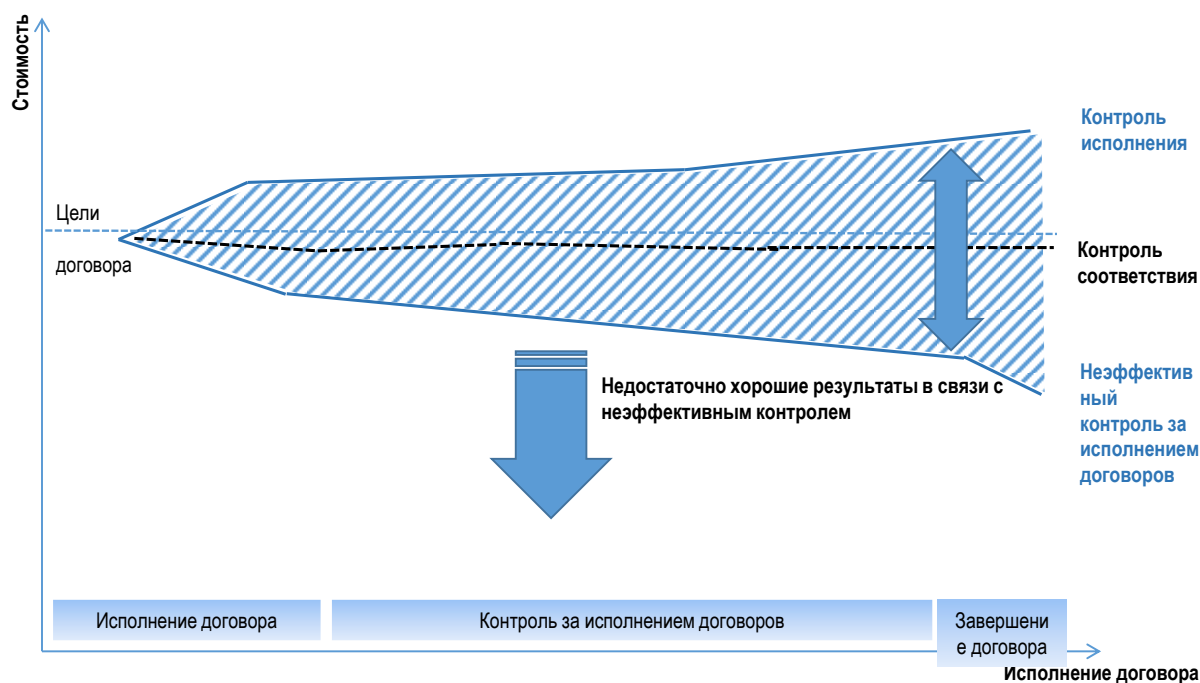 Стоимость
Контроль
исполнения
Цели
договора
Контроль
соответствия
Недостаточно хорошие результаты в связи с
неэффективным контролем
Неэффектив
ный
контроль за
исполнением
договоров
Исполнение договора
Контроль за исполнением договоров
Завершени
е договора
Исполнение договора